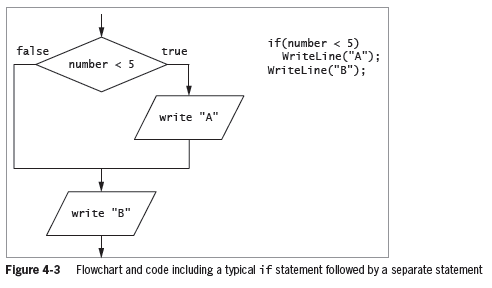 false
true
number < 5
if(number < 5)
WriteLine("A");
WriteLine("B");
write "A"
write "B"
Figure 4-3 Flowchart and code including a typical if statement followed by a separate statement